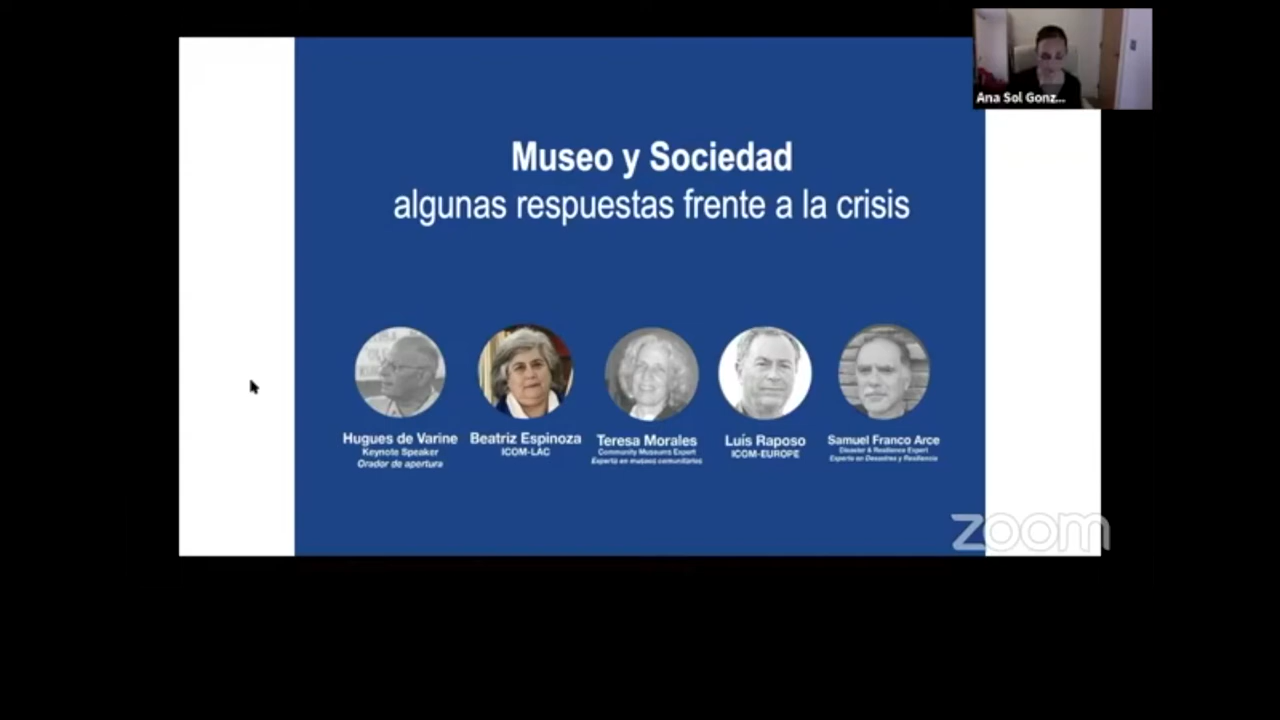 Ana Sol Gonz...
Museo y Sociedad
algunas respuestas frente a la crisis
Hugues de Varine
Keynote Speaker
Orador de apertura
Beatriz Espinoza
ICOM-LAC
Teresa Morales
Community Museums Expert
Experta en museos comunitarios
Luís Raposo
ICOM-EUROPE
Samuel Franco Arce
Disaster & Resilience Expert
Experto en Desastres y Resiliencia
zoom